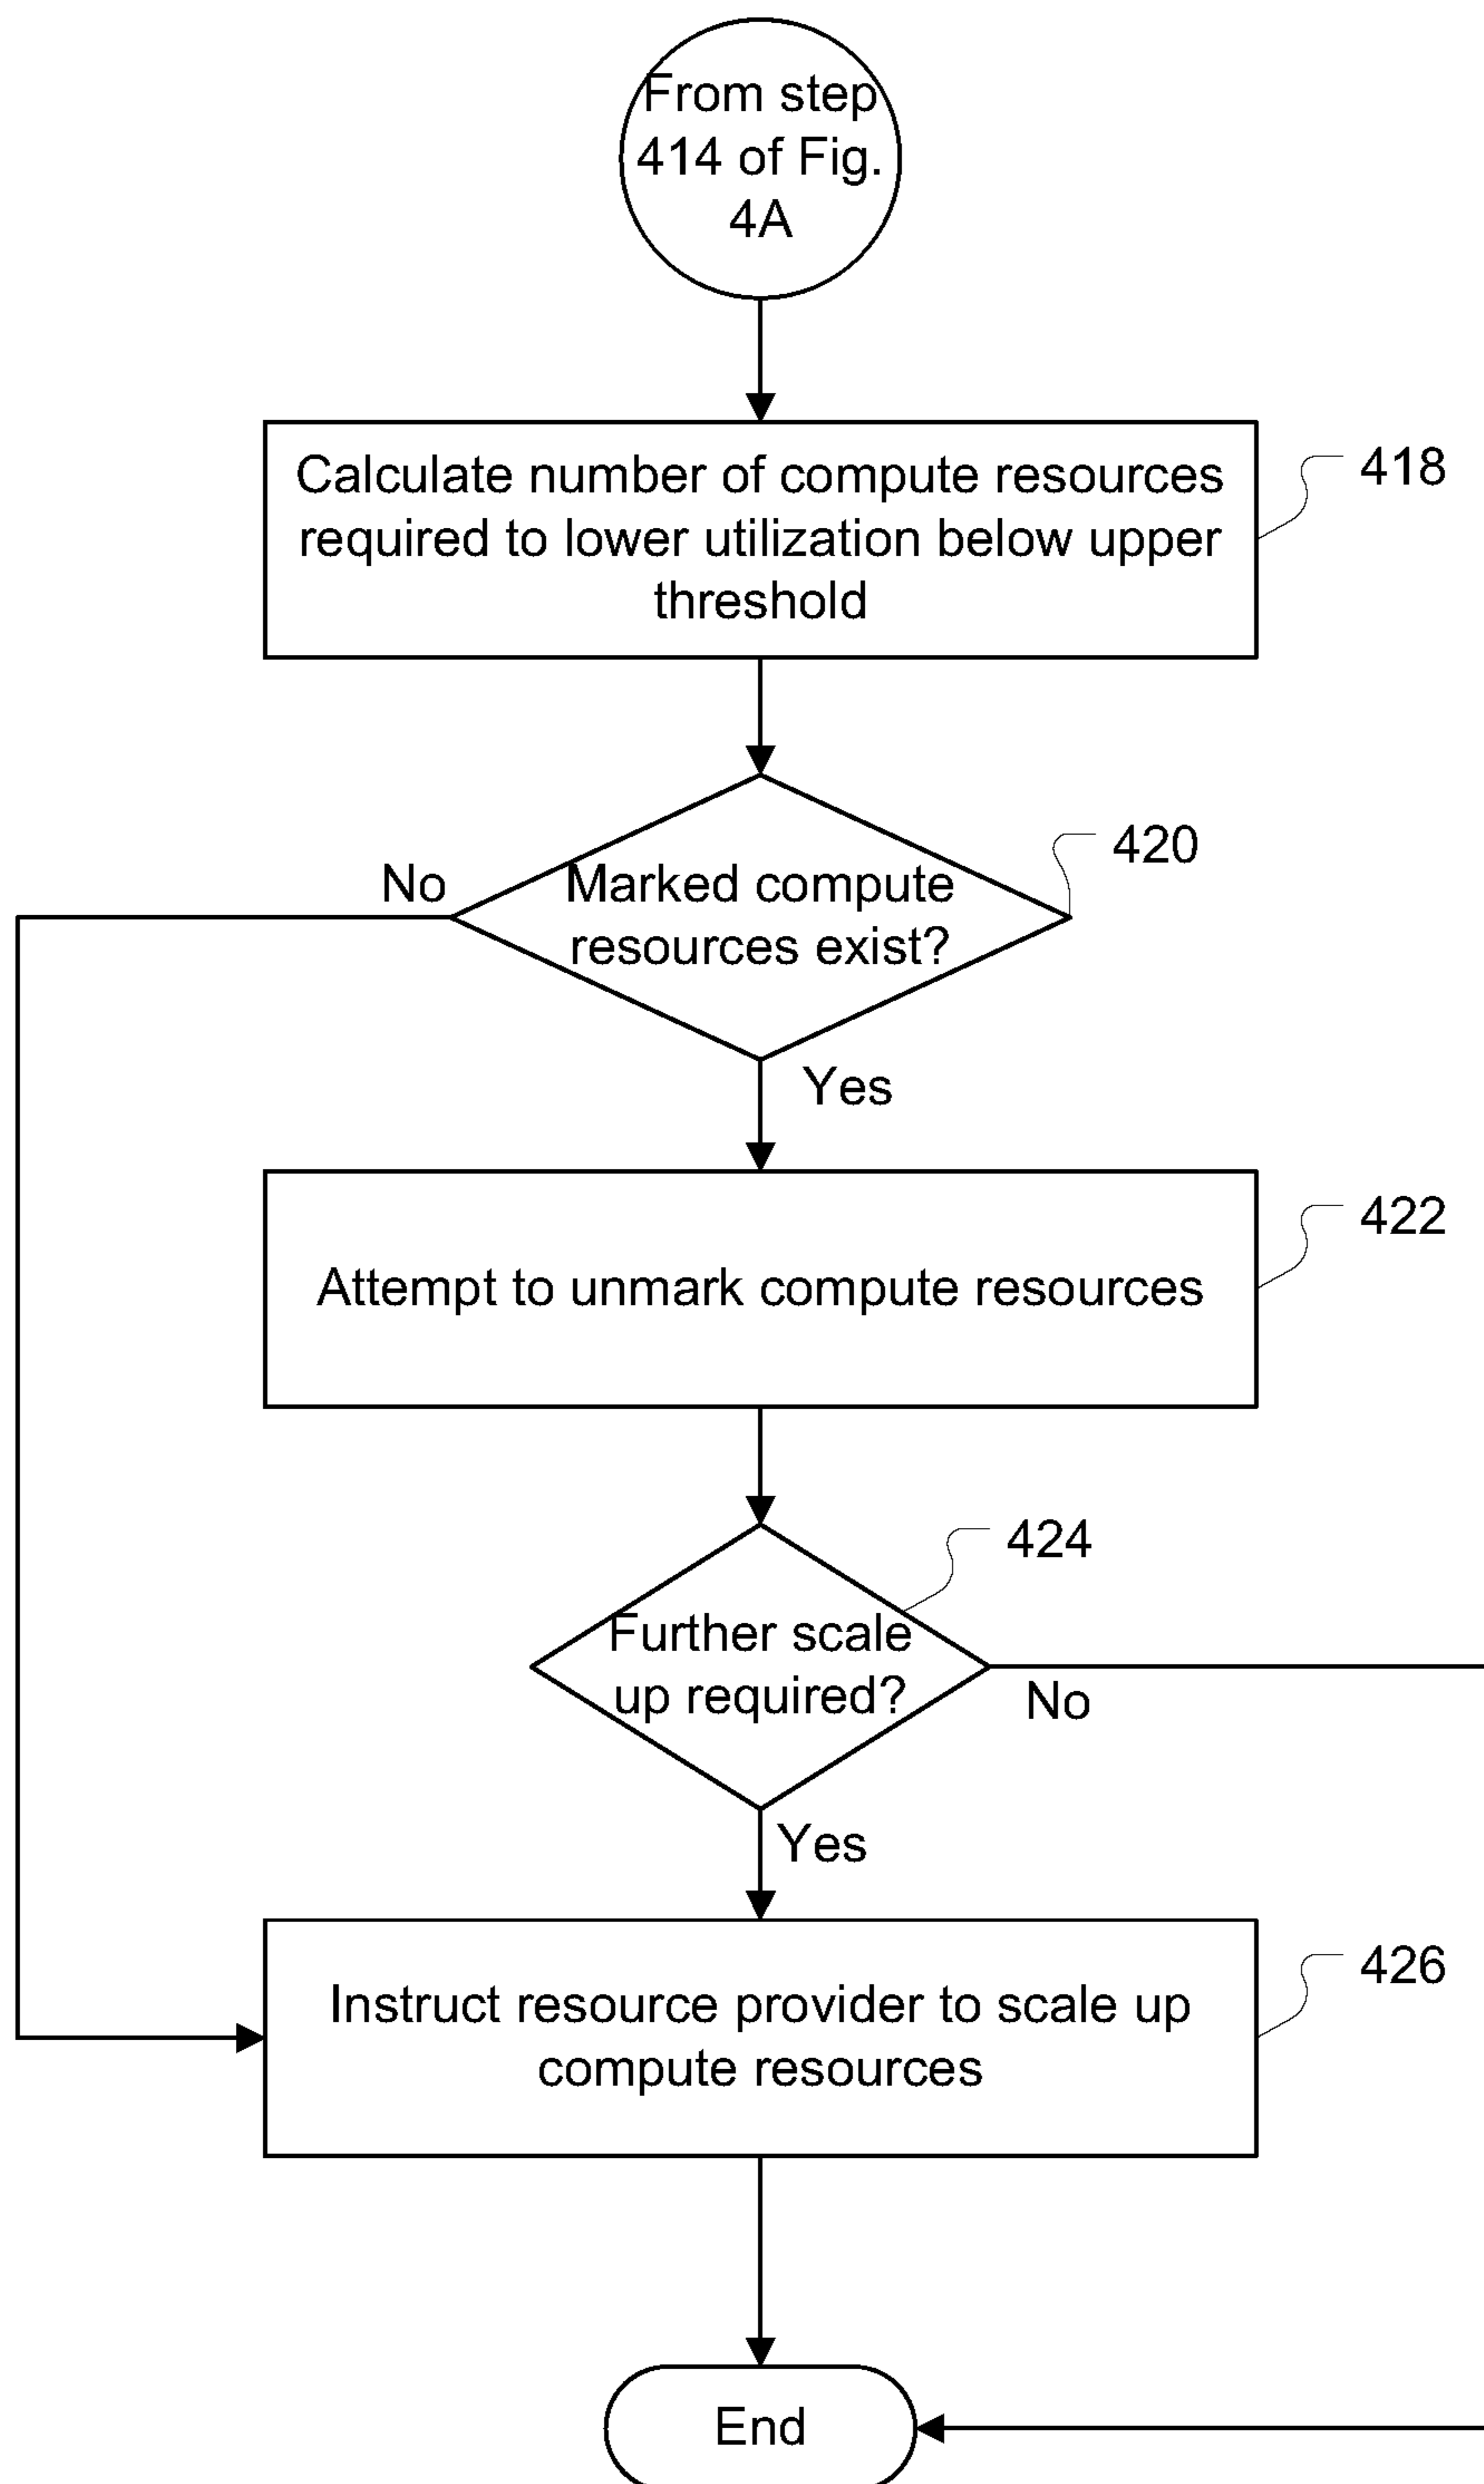 From step
414 of Fig.
4A
Calculate number of compute resources
required to lower utilization below upper
threshold
418
420
No
Marked compute
resources exist?
Yes
422
Attempt to unmark compute resources
424
Further scale
up required?
No
Yes
426
Instruct resource provider to scale up
compute resources
End